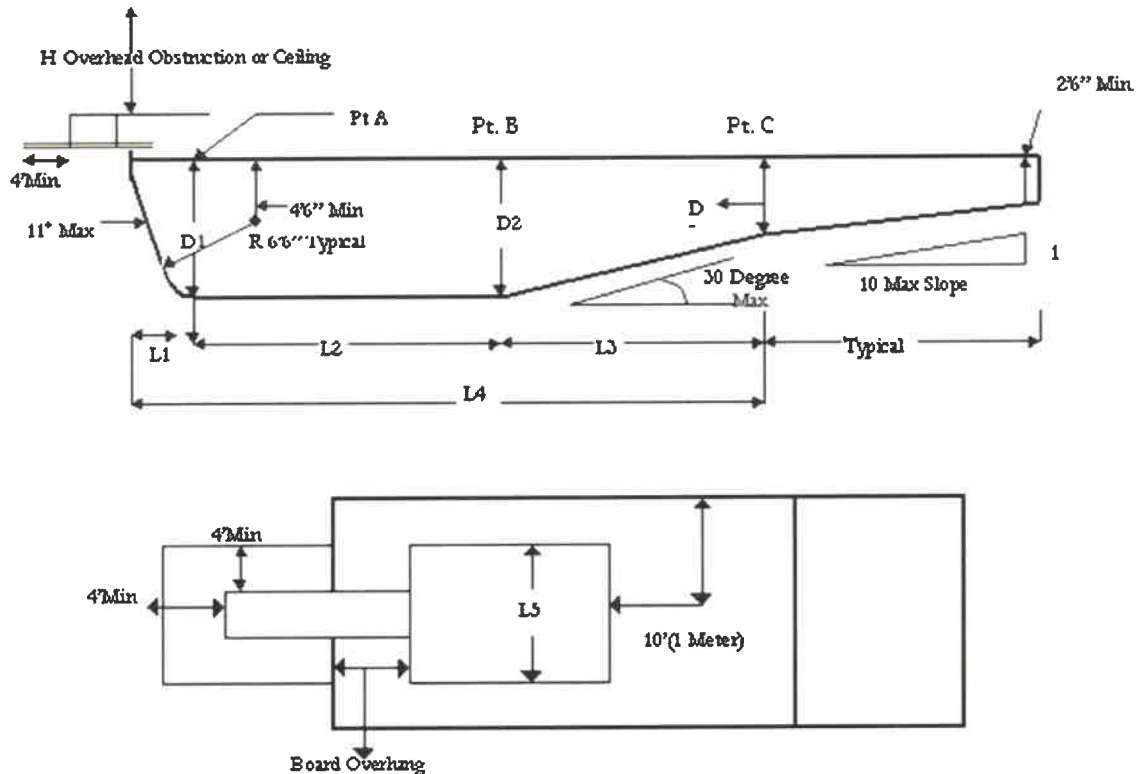 H Overhead Obstruction or Ceiling
2'6'' Min.
Pt A
Pt. B
Pt. C
4'Min
4'6'' Min
D
11° Max
D1
R 6'6'' Typical
D2
30 Degree
Max
10 Max Slope
1
L1
L2
L3
Typical
L4
4'Min
4'Min
L5
10'(1 Meter)
Board Overhung